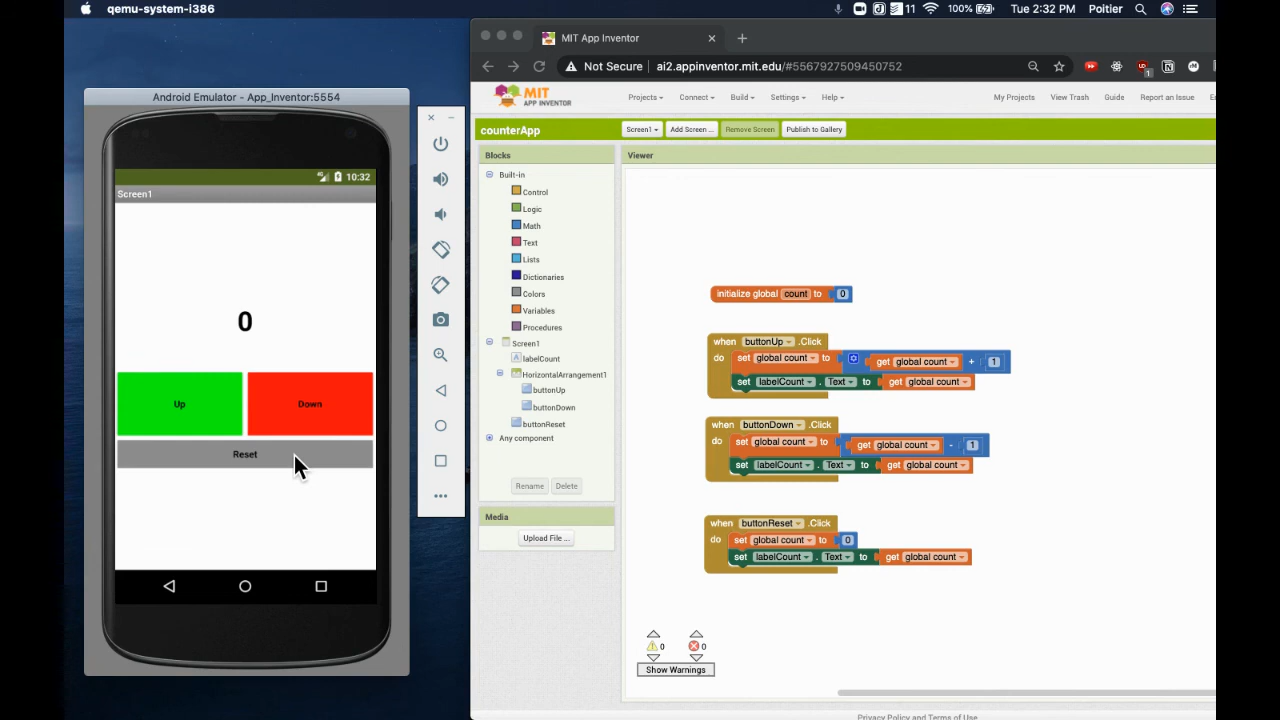 qemu-system-i386
11
100%
Tue 2:32 PM
Poitier
Android Emulator - App_Inventor:5554
10:32
Screen1
0
Up
Down
Reset
MIT App Inventor
Not Secure
ai2.appinventor.mit.edu/#5567927509450752
1
MIT
APP INVENTOR
Projects
Connect
Build
Settings
Help
My Projects
View Trash
Guide
Report an Issue
counterApp
Screen1
Add Screen ...
Remove Screen
Publish to Gallery
Blocks
Built-in
Control
Logic
Math
Text
Lists
Dictionaries
Colors
Variables
Procedures
Screen1
labelCount
HorizontalArrangement1
buttonUp
buttonDown
buttonReset
Any component
Rename
Delete
Media
Upload File ...
Viewer
initialize global count to 0
when buttonUp .Click
do set global count to get global count + 1
set labelCount . Text to get global count
when buttonDown .Click
do set global count to get global count - 1
set labelCount . Text to get global count
when buttonReset .Click
do set global count to 0
set labelCount . Text to get global count
0
0
Show Warnings
Privacy Policy and Terms of Use